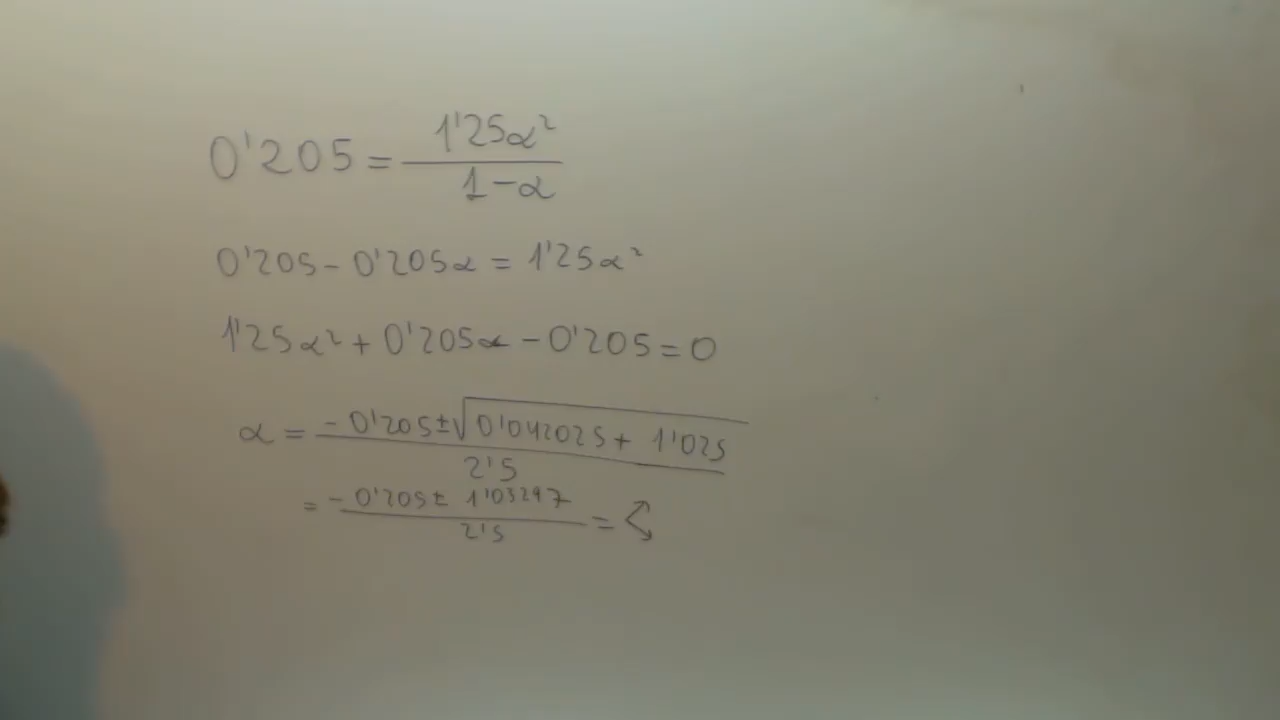 0'205 = 1'25α² / 1-α
0'205 - 0'205α = 1'25α²
1'25α² + 0'205α - 0'205 = 0
α = -0'205 ± √0'042025 + 1'025 / 2'5
= -0'205 ± 1'03297 / 2'5 = <